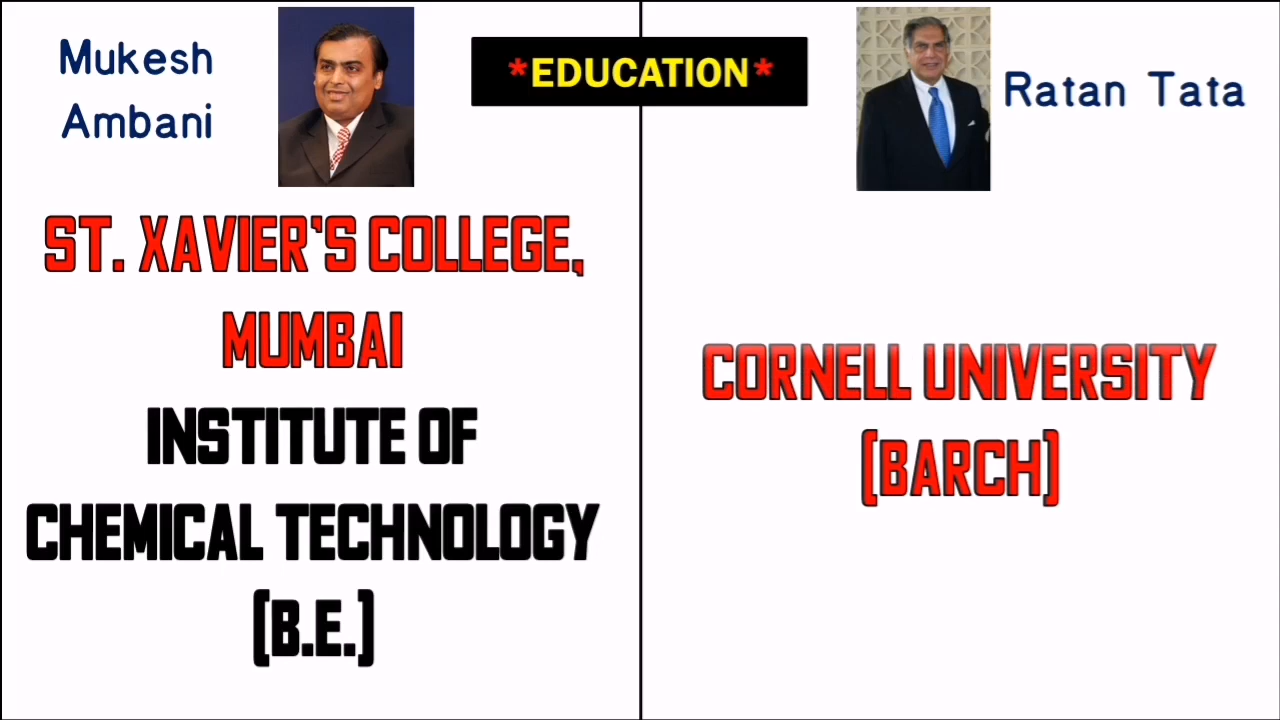 Mukesh
Ambani
*EDUCATION*
Ratan Tata
ST. XAVIER'S COLLEGE,
MUMBAI
INSTITUTE OF
CHEMICAL TECHNOLOGY
(B.E.)
CORNELL UNIVERSITY
(BARCH)